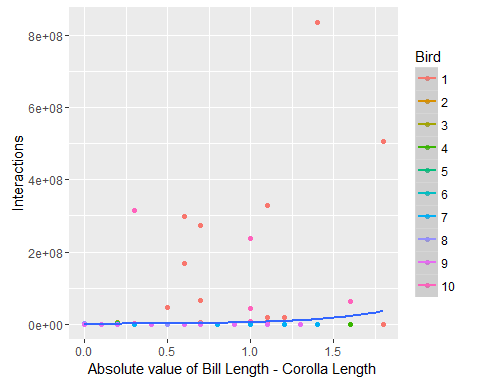 8e+08
6e+08
4e+08
2e+08
0e+00
Interactions
0.0 0.5 1.0 1.5
Absolute value of Bill Length - Corolla Length
Bird
1
2
3
4
5
6
7
8
9
10